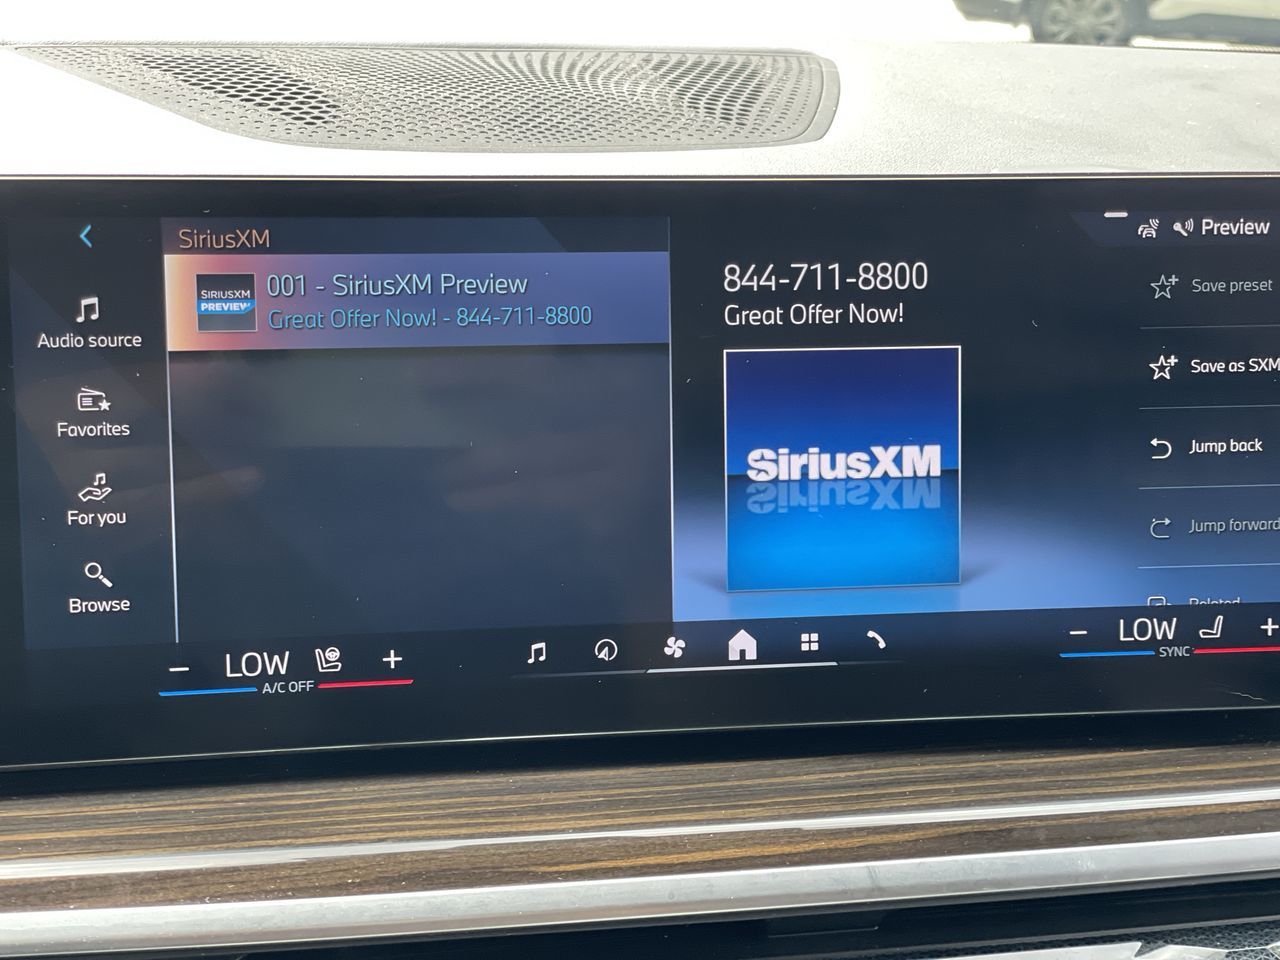 SiriusXM
SIRIUSXM
PREVIEW
001 - SiriusXM Preview
Great Offer Now! - 844-711-8800
Audio source
Favorites
For you
Browse
844-711-8800
Great Offer Now!
SiriusXM
Preview
Save preset
Save as SXM
Jump back
Jump forward
Related
LOW
A/C OFF
LOW
SYNC